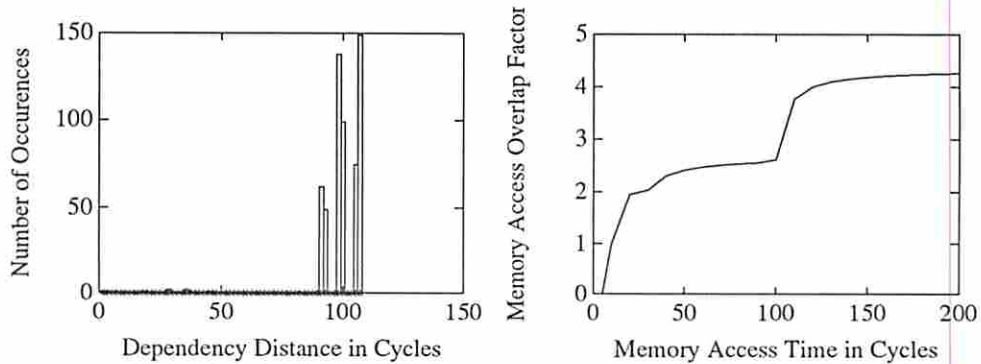 Number of Occurences
150
100
50
0
0 50 100 150
Dependency Distance in Cycles
Memory Access Overlap Factor
5
4
3
2
1
0
0 50 100 150 200
Memory Access Time in Cycles